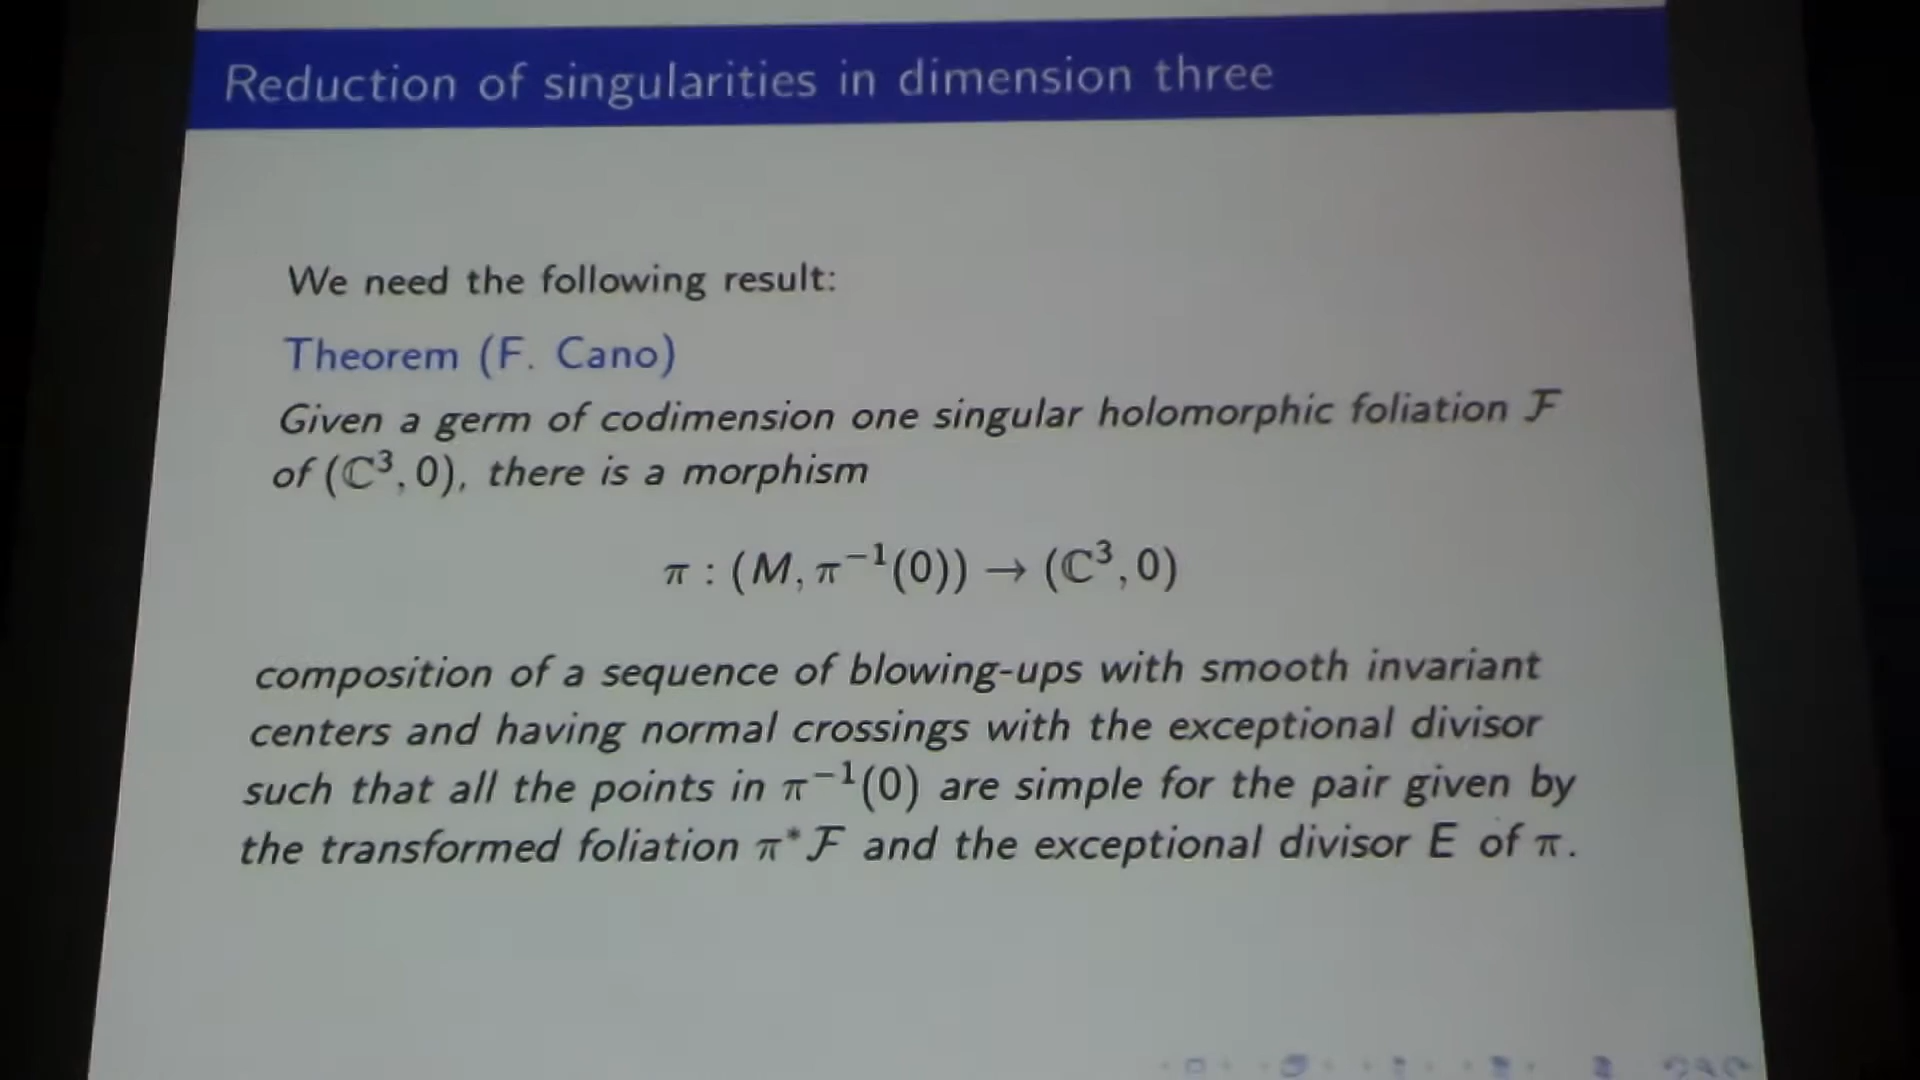 Reduction of singularities in dimension three
We need the following result:
Theorem (F. Cano)
Given a germ of codimension one singular holomorphic foliation ℱ
of (ℂ³, 0), there is a morphism
π : (M, π⁻¹(0)) → (ℂ³, 0)
composition of a sequence of blowing-ups with smooth invariant
centers and having normal crossings with the exceptional divisor
such that all the points in π⁻¹(0) are simple for the pair given by
the transformed foliation π*ℱ and the exceptional divisor E of π.